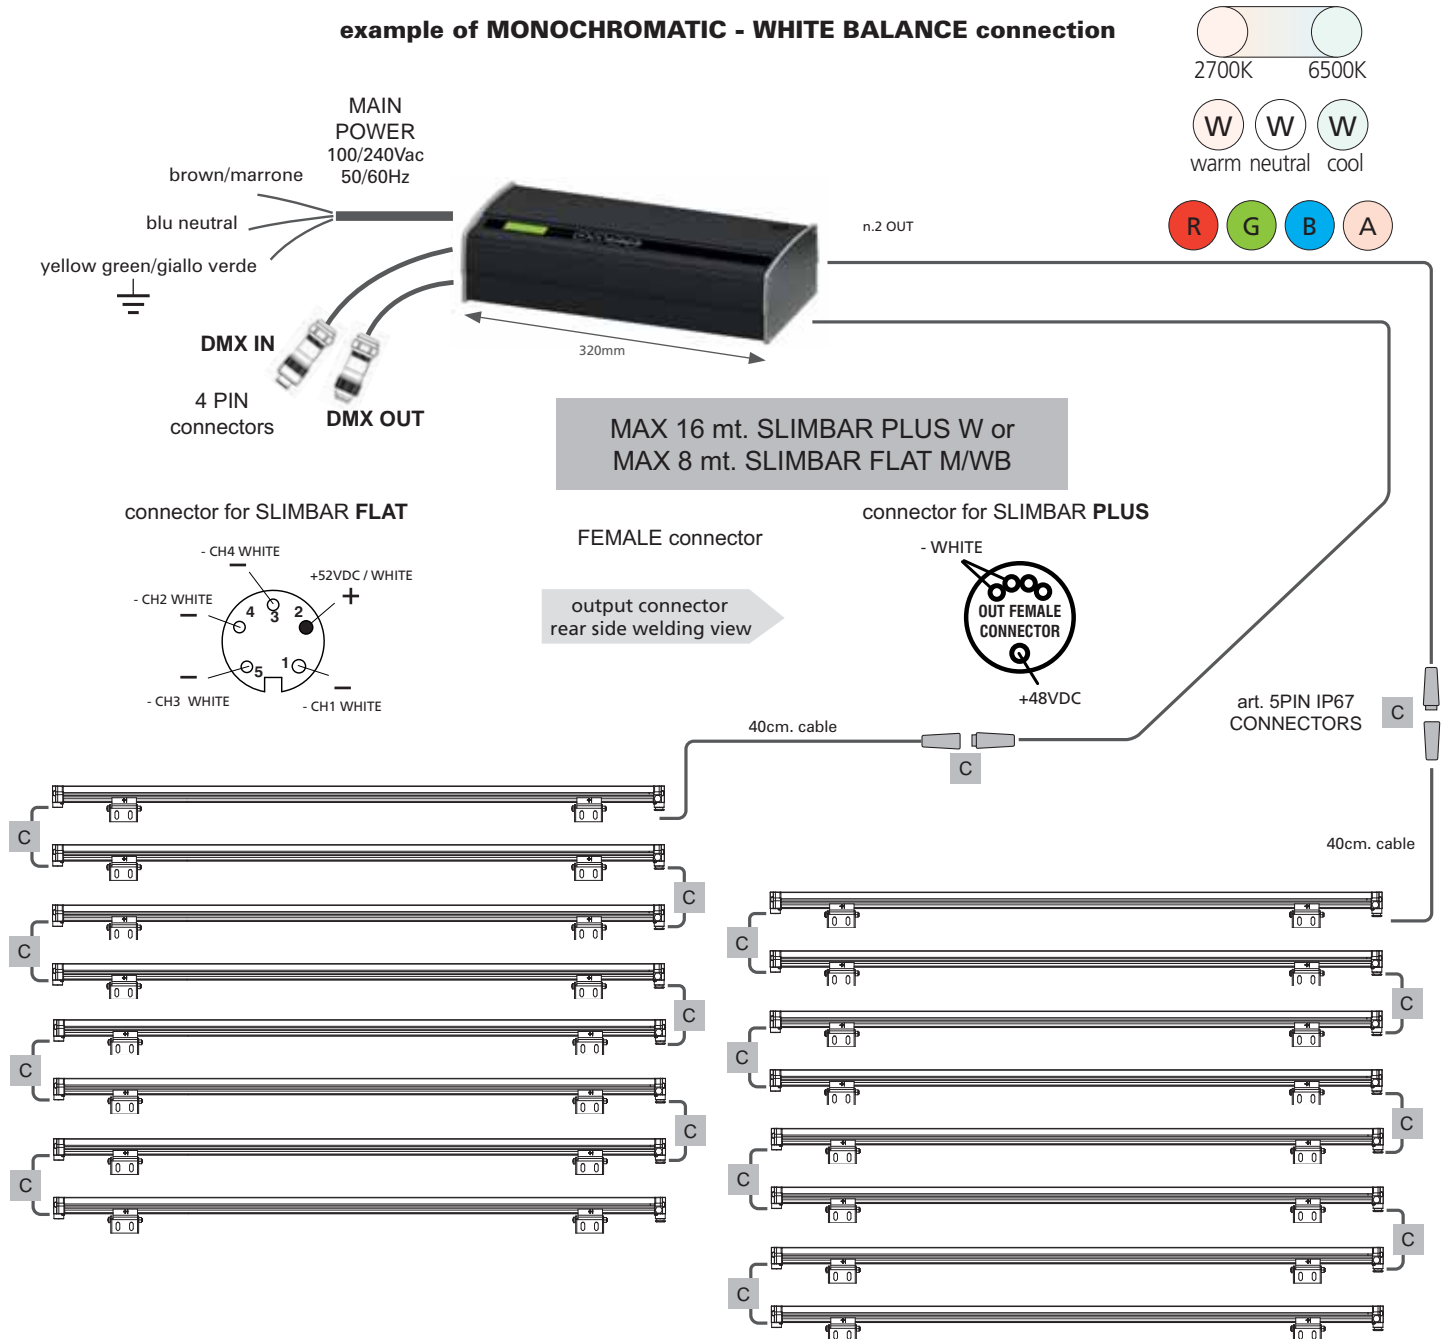 example of MONOCHROMATIC - WHITE BALANCE connection
2700K
6500K
W
W
W
warm
neutral
cool
R
G
B
A
MAIN
POWER
100/240Vac
50/60Hz
brown/marrone
blu neutral
yellow green/giallo verde
n.2 OUT
320mm
DMX IN
DMX OUT
4 PIN
connectors
MAX 16 mt. SLIMBAR PLUS W or
MAX 8 mt. SLIMBAR FLAT M/WB
connector for SLIMBAR FLAT
- CH4 WHITE
+52VDC / WHITE
+
- CH2 WHITE
4
3
2
5
1
- CH3 WHITE
- CH1 WHITE
FEMALE connector
output connector
rear side welding view
connector for SLIMBAR PLUS
- WHITE
OUT FEMALE
CONNECTOR
+48VDC
art. 5PIN IP67
CONNECTORS
C
40cm. cable
C
40cm. cable
C
C
C
C
C
C
C
C
C
C
C
C
C
C